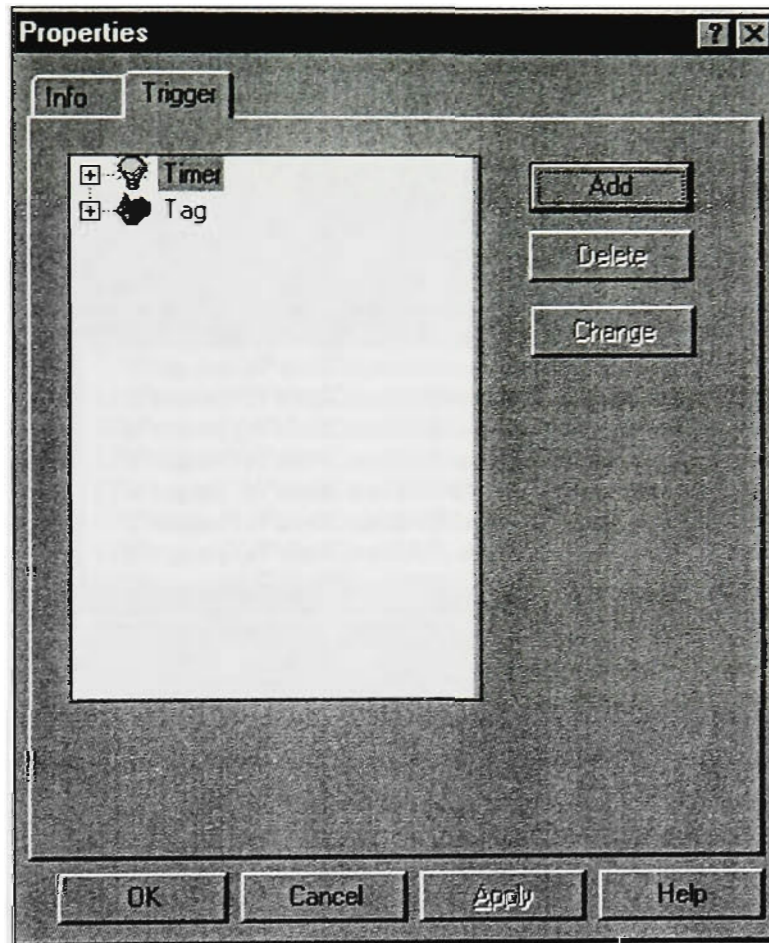 Properties
Info
Trigger
Timer
Tag
Add
Delete
Change
OK
Cancel
Apply
Help